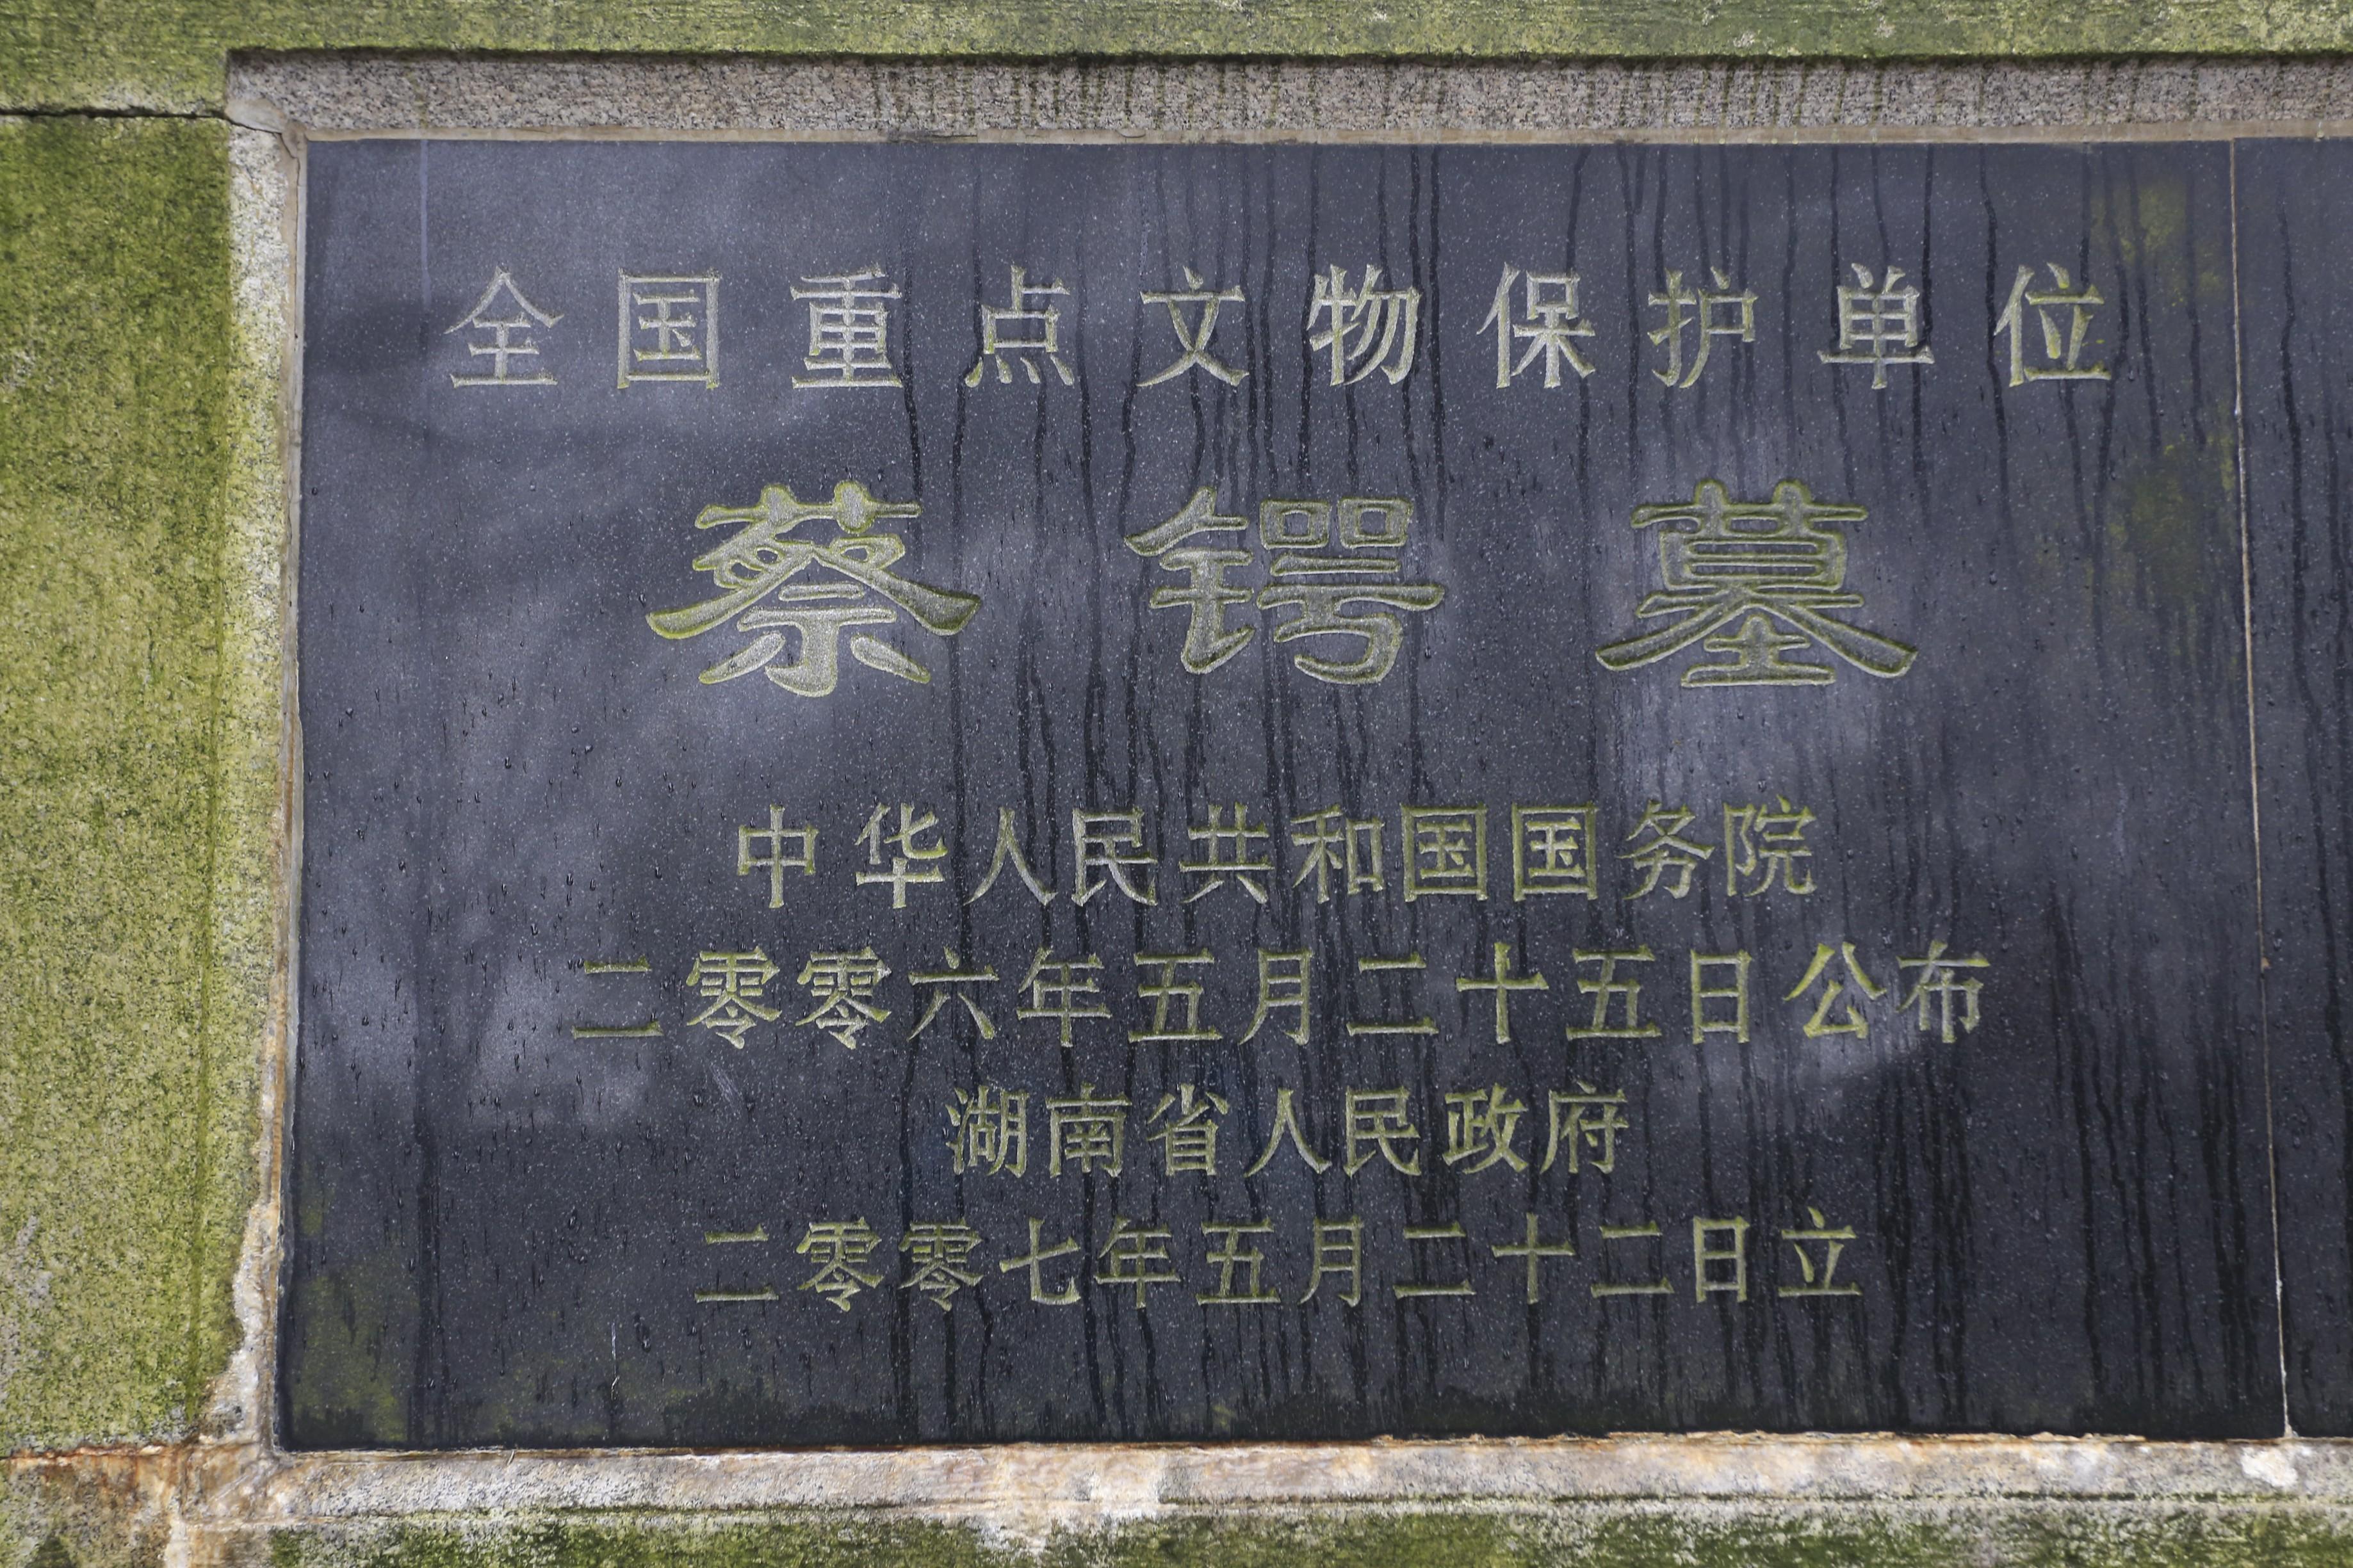 全国重点文物保护单位
蔡锷墓
中华人民共和国国务院
二零零六年五月二十五日公布
湖南省人民政府
二零零七年五月二十二日立